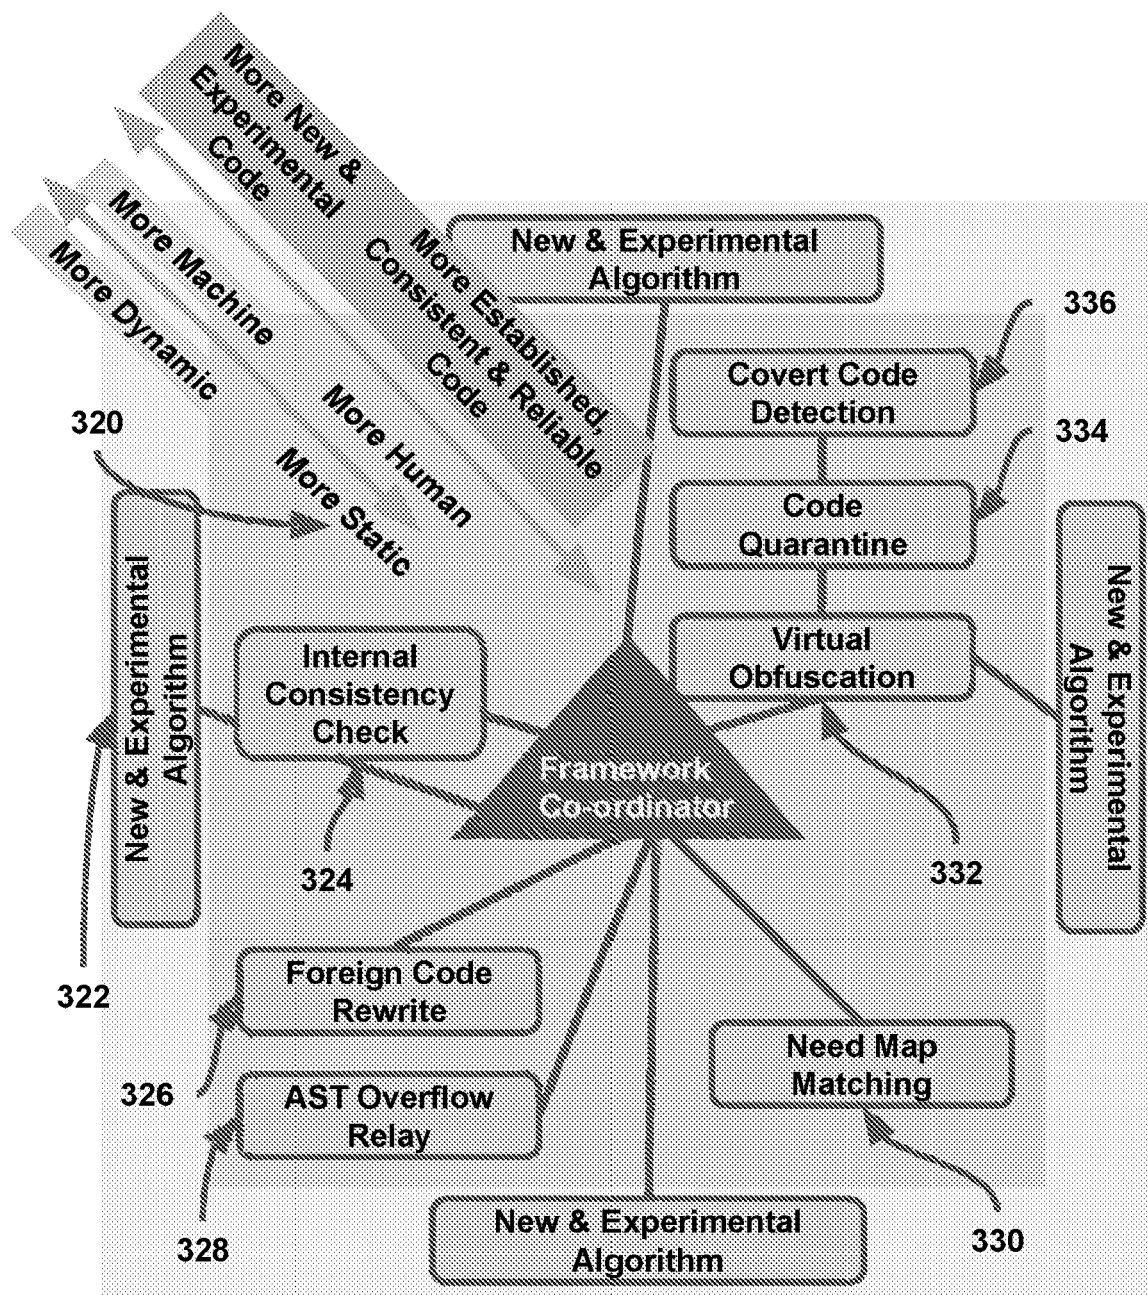 More New &
Experimental
Code
More Established,
Consistent & Reliable
Code
More Machine
More Human
More Dynamic
More Static
New & Experimental
Algorithm
336
Covert Code
Detection
334
Code
Quarantine
320
New & Experimental
Algorithm
Internal
Consistency
Check
Virtual
Obfuscation
New & Experimental
Algorithm
Framework
Co-ordinator
324
332
322
Foreign Code
Rewrite
326
AST Overflow
Relay
328
Need Map
Matching
330
New & Experimental
Algorithm